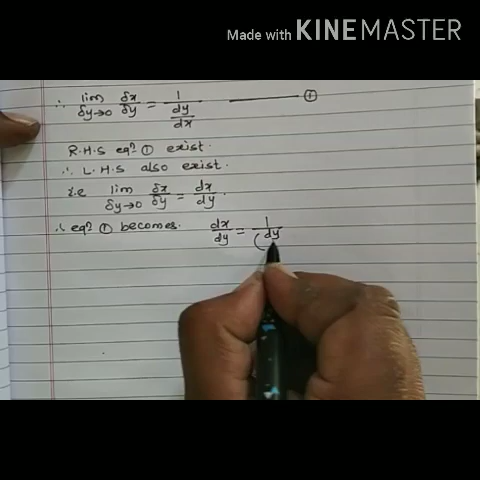 Made with KINEMASTER
∴ lim δy→0 δx/δy = 1/(dy/dx) ——— ①
R.H.S eqⁿ ① exist.
∴ L.H.S also exist.
i.e lim δy→0 δx/δy = dx/dy.
∴ eqⁿ ① becomes. dx/dy = 1/(dy